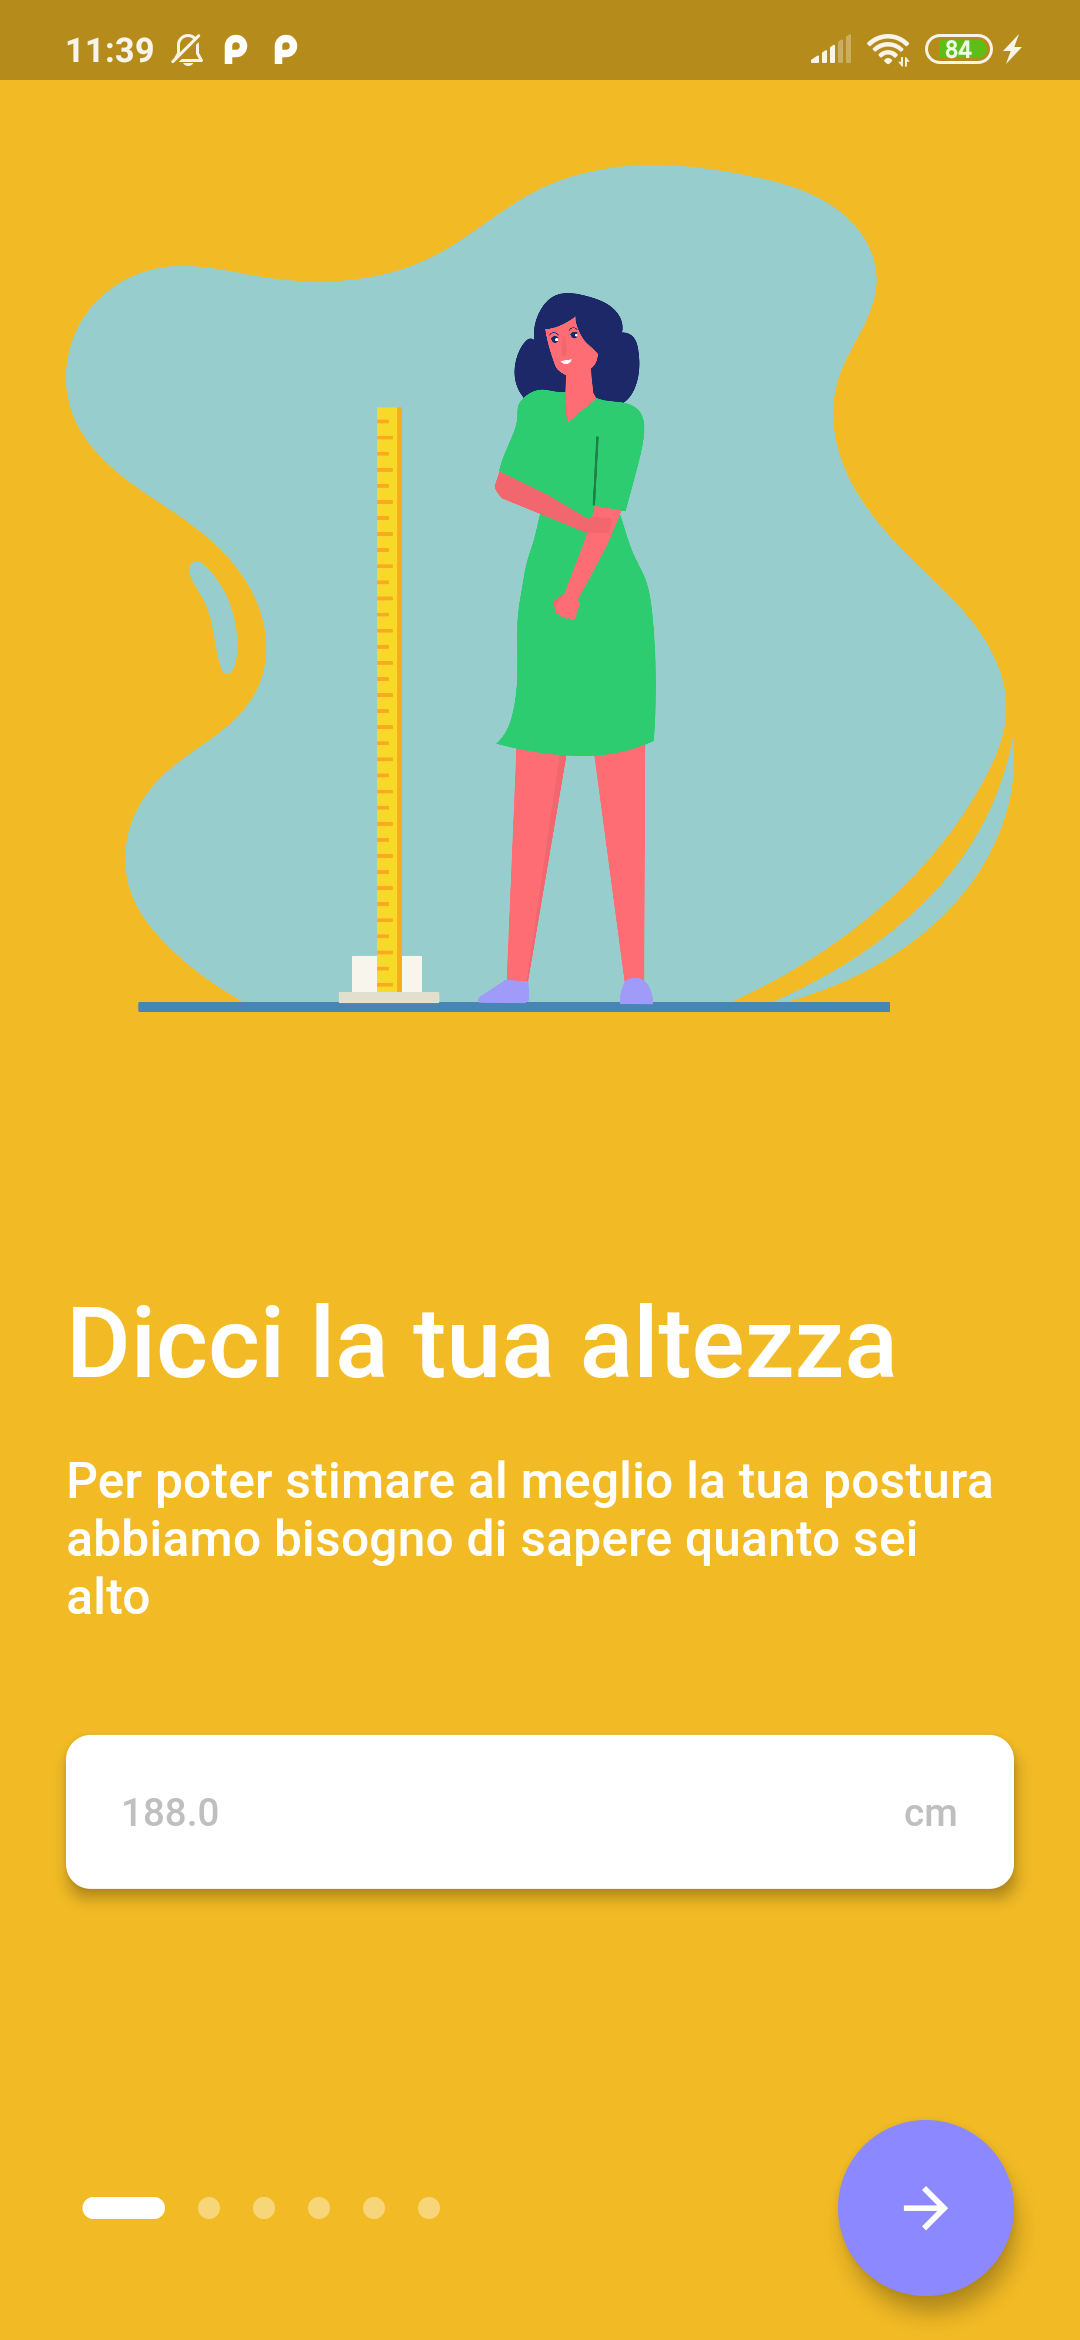 11:39
84
Dicci la tua altezza
Per poter stimare al meglio la tua postura
abbiamo bisogno di sapere quanto sei
alto
188.0 cm